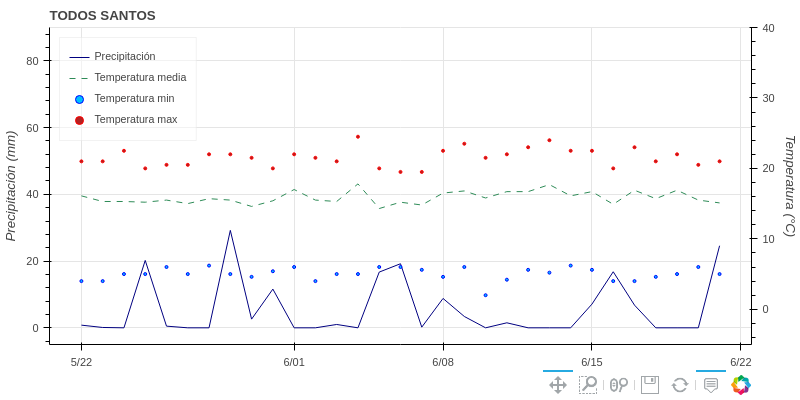 TODOS SANTOS
Precipitación
Temperatura media
Temperatura min
Temperatura max
Precipitación (mm)
80
60
40
20
0
40
30
20
10
0
Temperatura (°C)
5/22
6/01
6/08
6/15
6/22